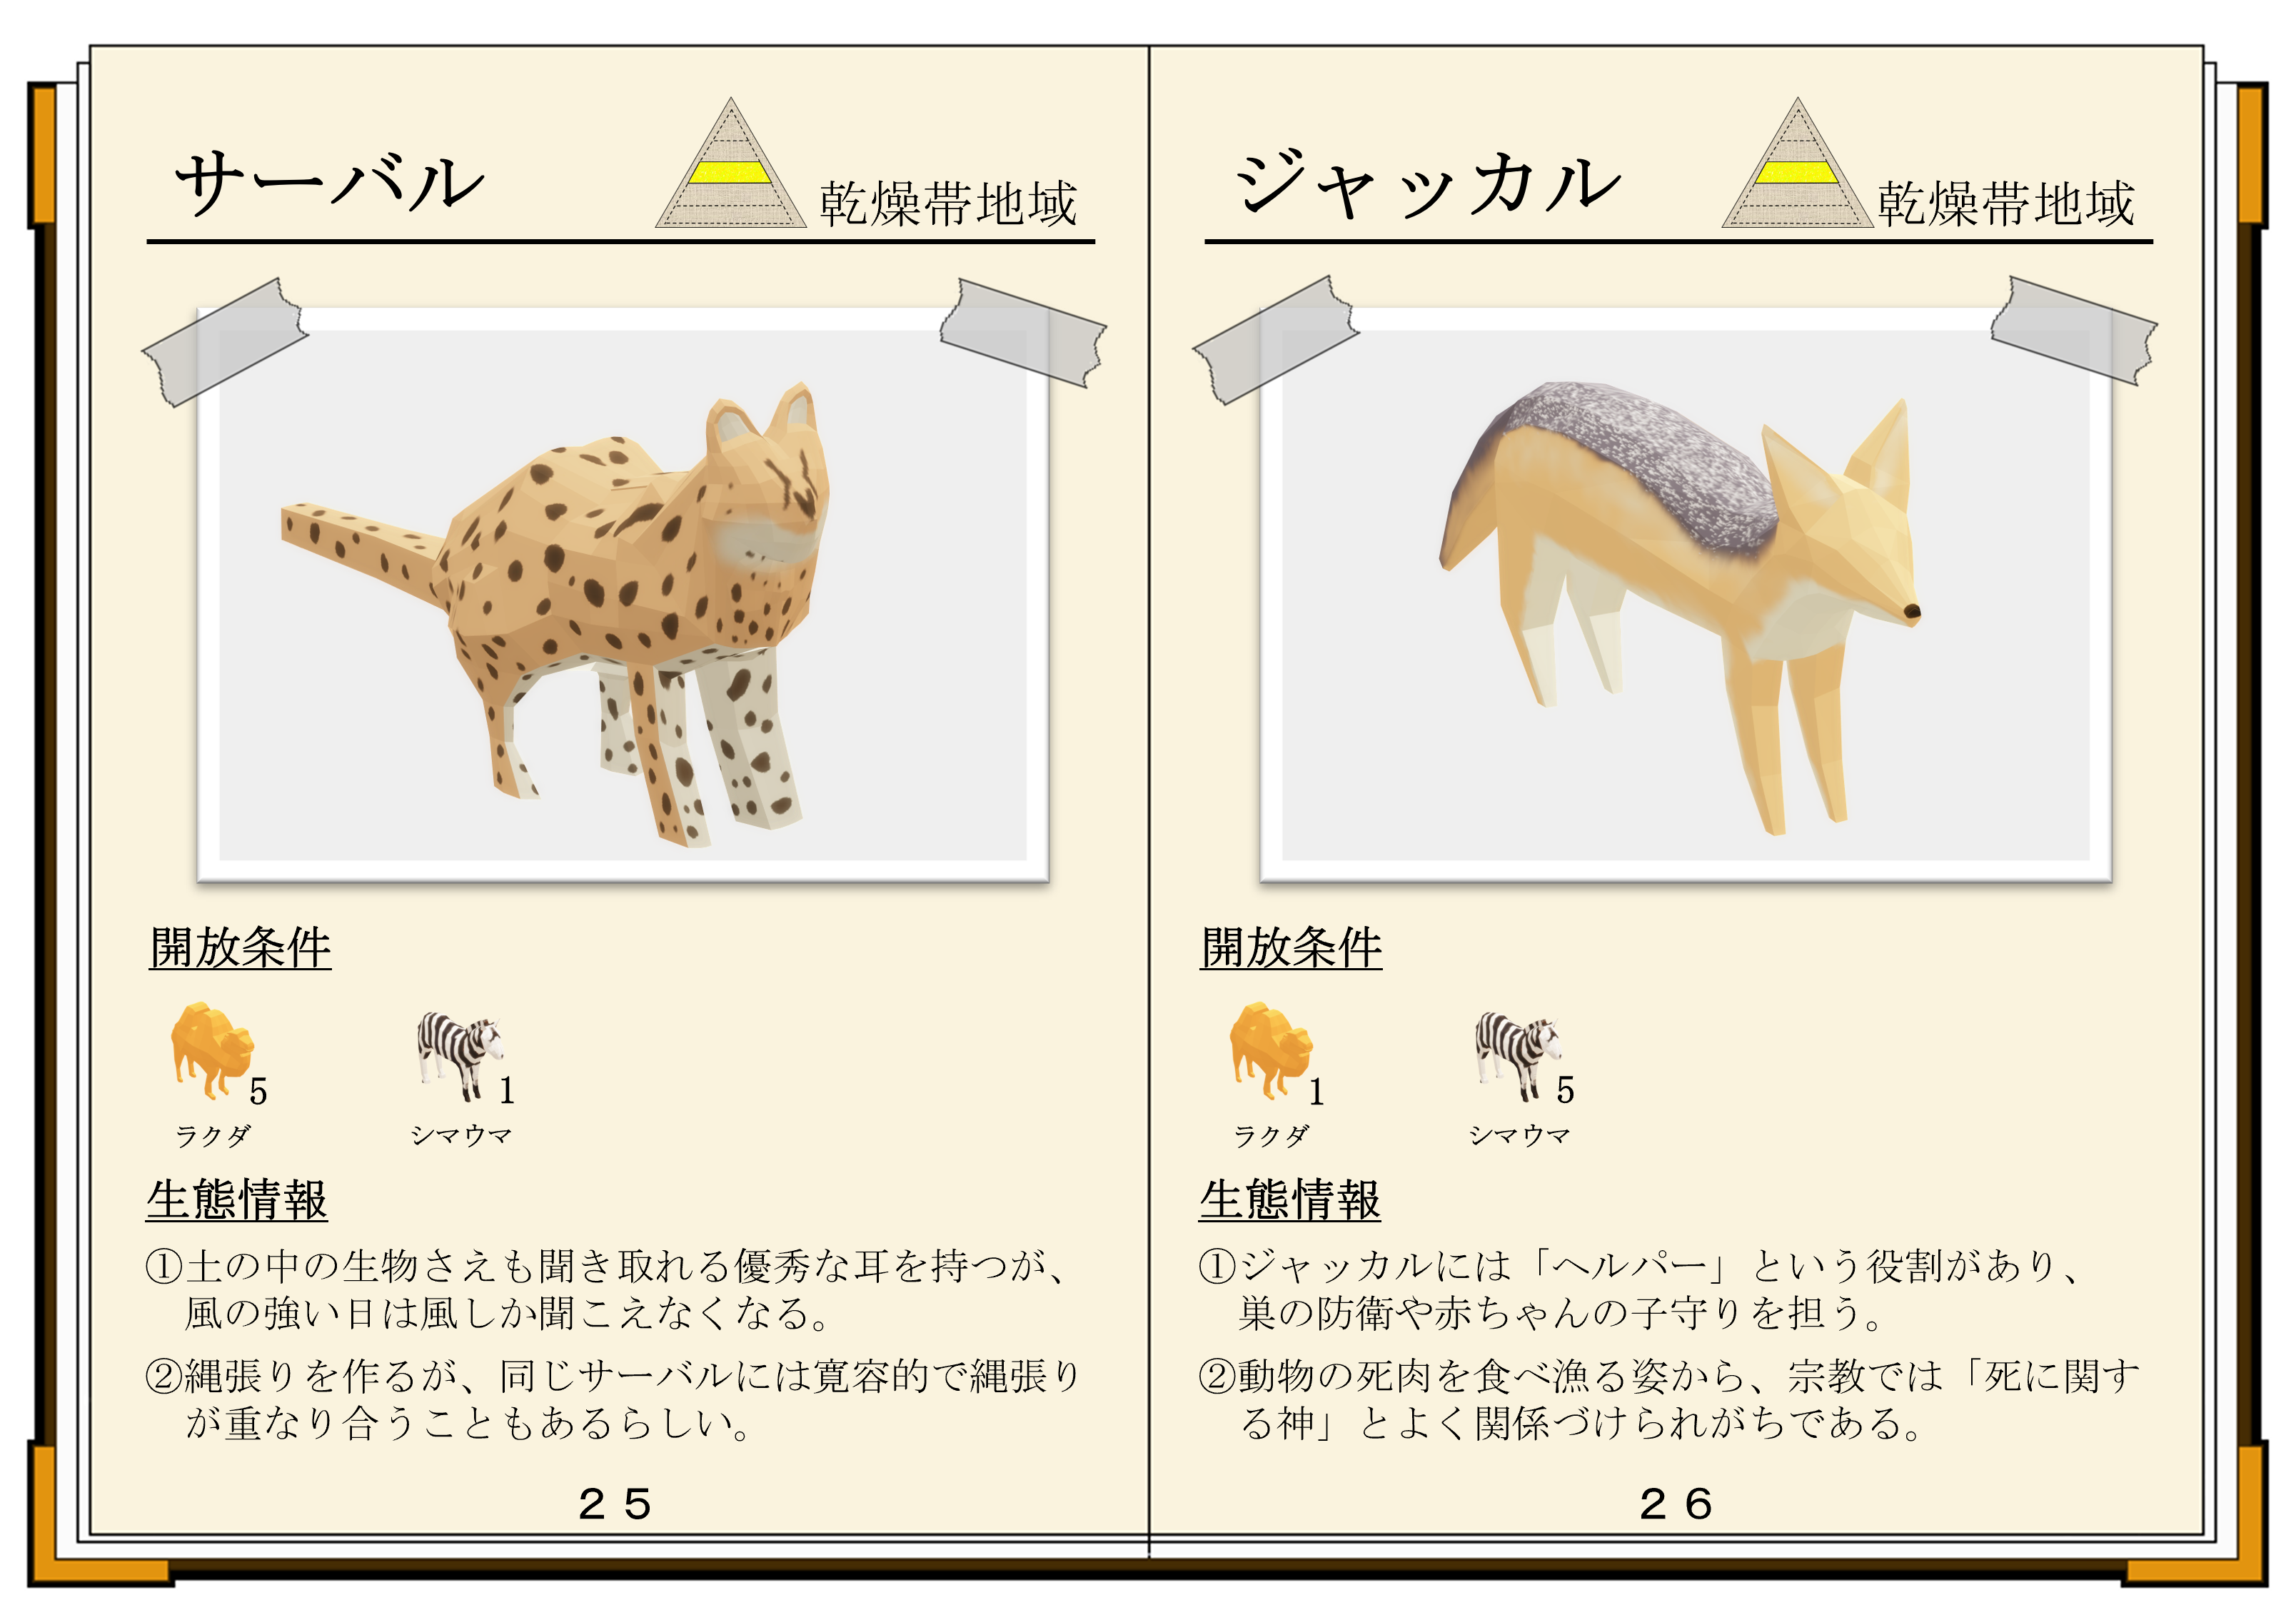 サーバル
乾燥帯地域
開放条件
5
1
ラクダ
シマウマ
生態情報
①土の中の生物さえも聞き取れる優秀な耳を持つが、
風の強い日は風しか聞こえなくなる。
②縄張りを作るが、同じサーバルには寛容的で縄張り
が重なり合うこともあるらしい。
25
ジャッカル
乾燥帯地域
開放条件
1
5
ラクダ
シマウマ
生態情報
①ジャッカルには「ヘルパー」という役割があり、
巣の防衛や赤ちゃんの子守りを担う。
②動物の死肉を食べ漁る姿から、宗教では「死に関す
る神」とよく関係づけられがちである。
26